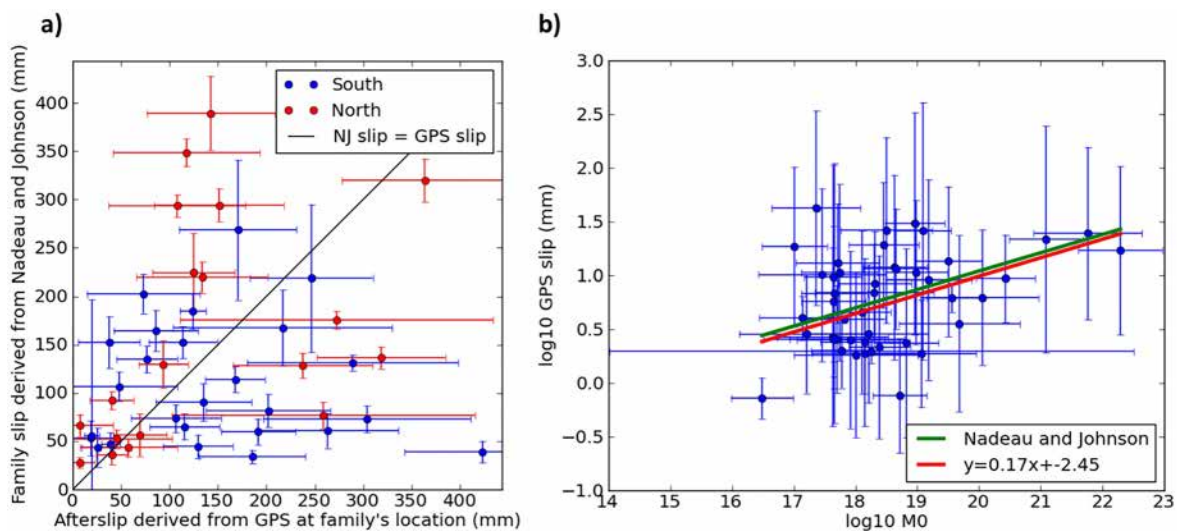 a)
Family slip derived from Nadeau and Johnson (mm)
400
350
300
250
200
150
100
50
0
0 50 100 150 200 250 300 350 400
Afterslip derived from GPS at family's location (mm)
South
North
NJ slip = GPS slip
b)
log10 GPS slip (mm)
3.0
2.5
2.0
1.5
1.0
0.5
0.0
−0.5
−1.0
14 15 16 17 18 19 20 21 22 23
log10 M0
Nadeau and Johnson
y=0.17x+-2.45